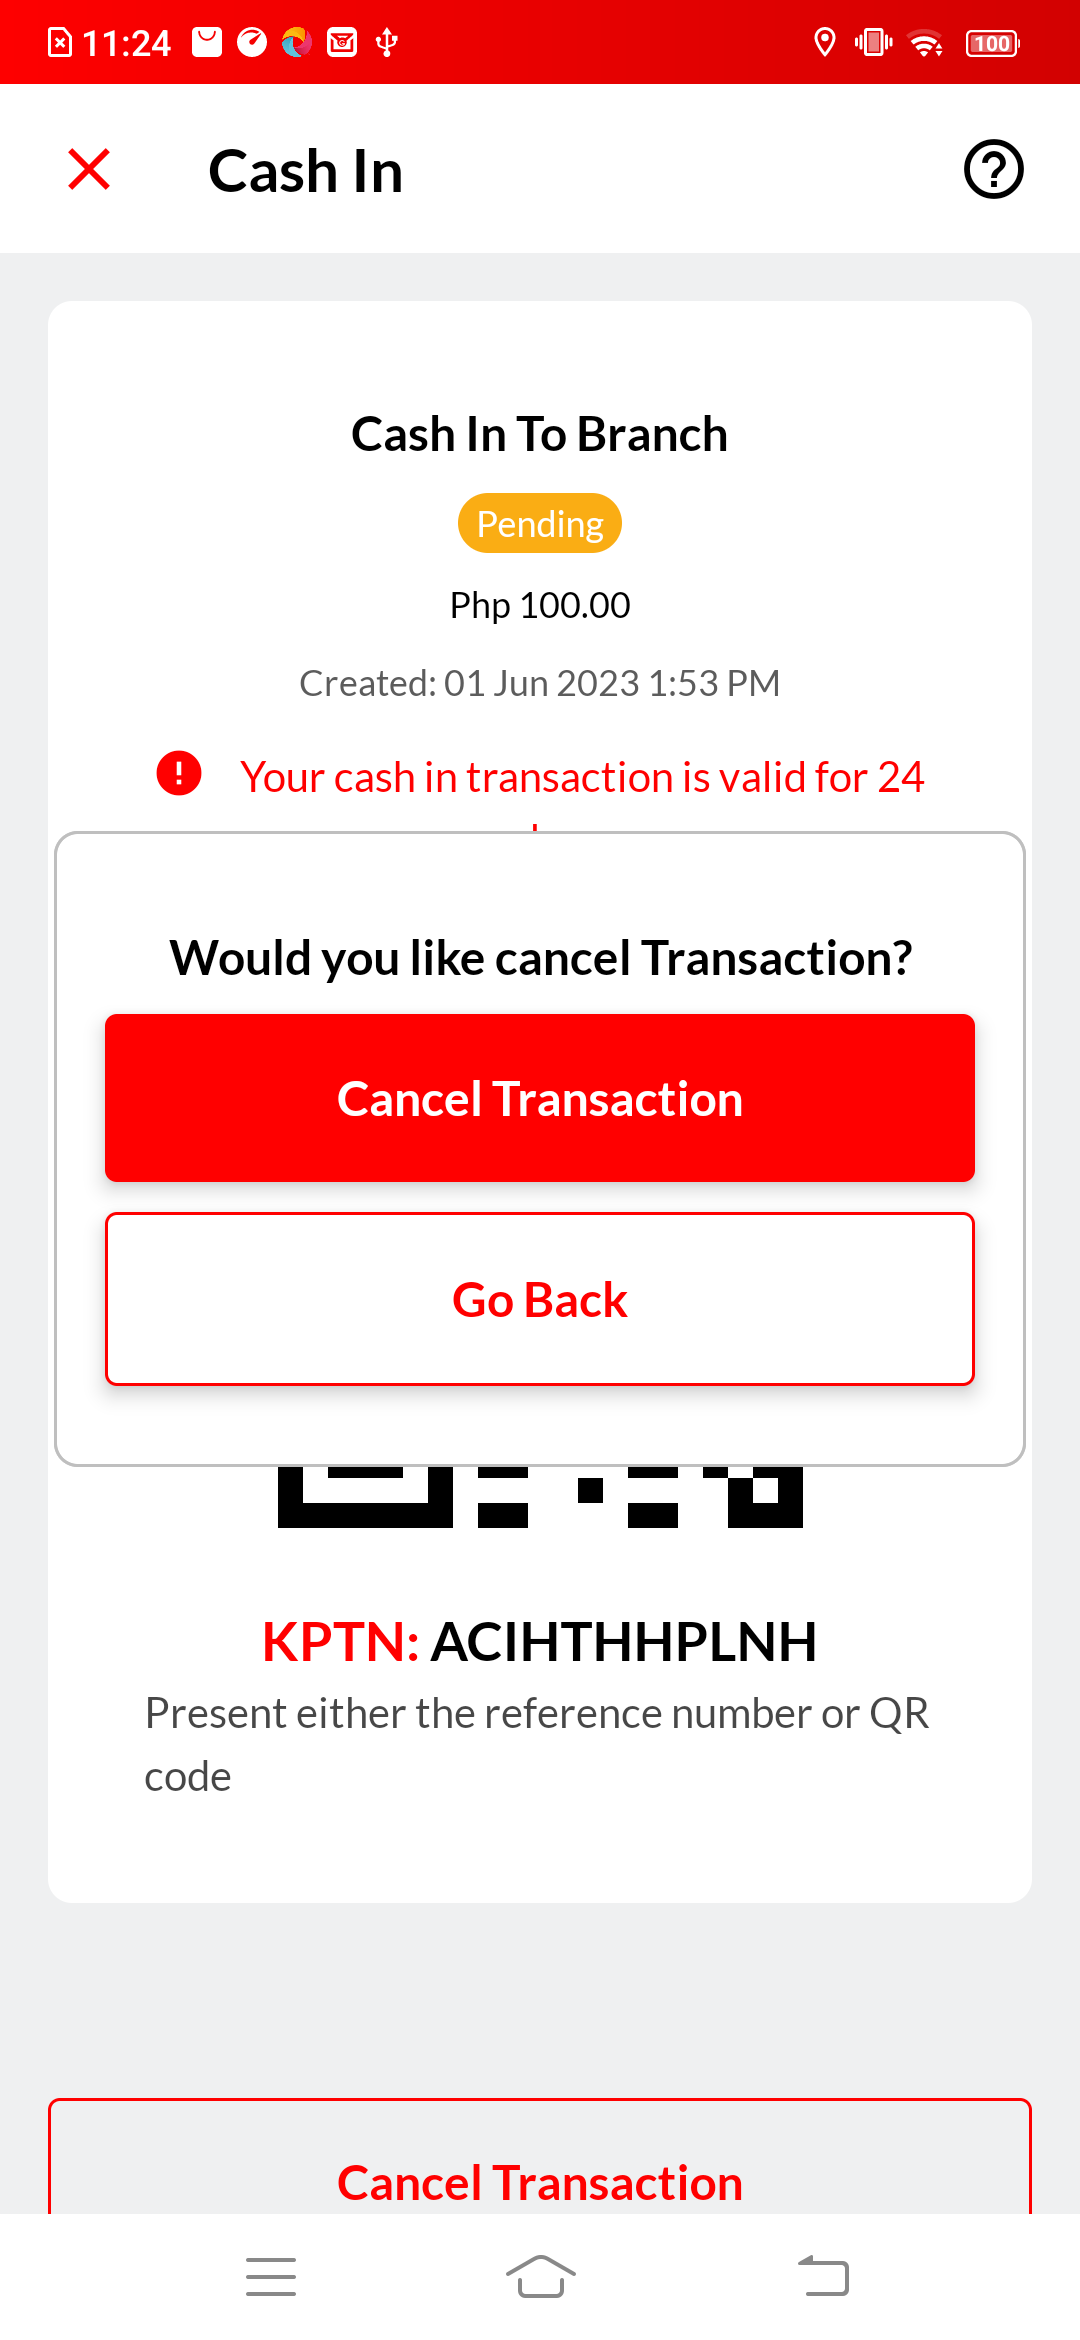 11:24
100
Cash In
Cash In To Branch
Pending
Php 100.00
Created: 01 Jun 2023 1:53 PM
Your cash in transaction is valid for 24
Would you like cancel Transaction?
Cancel Transaction
Go Back
KPTN: ACIHTHHPLNH
Present either the reference number or QR
code
Cancel Transaction